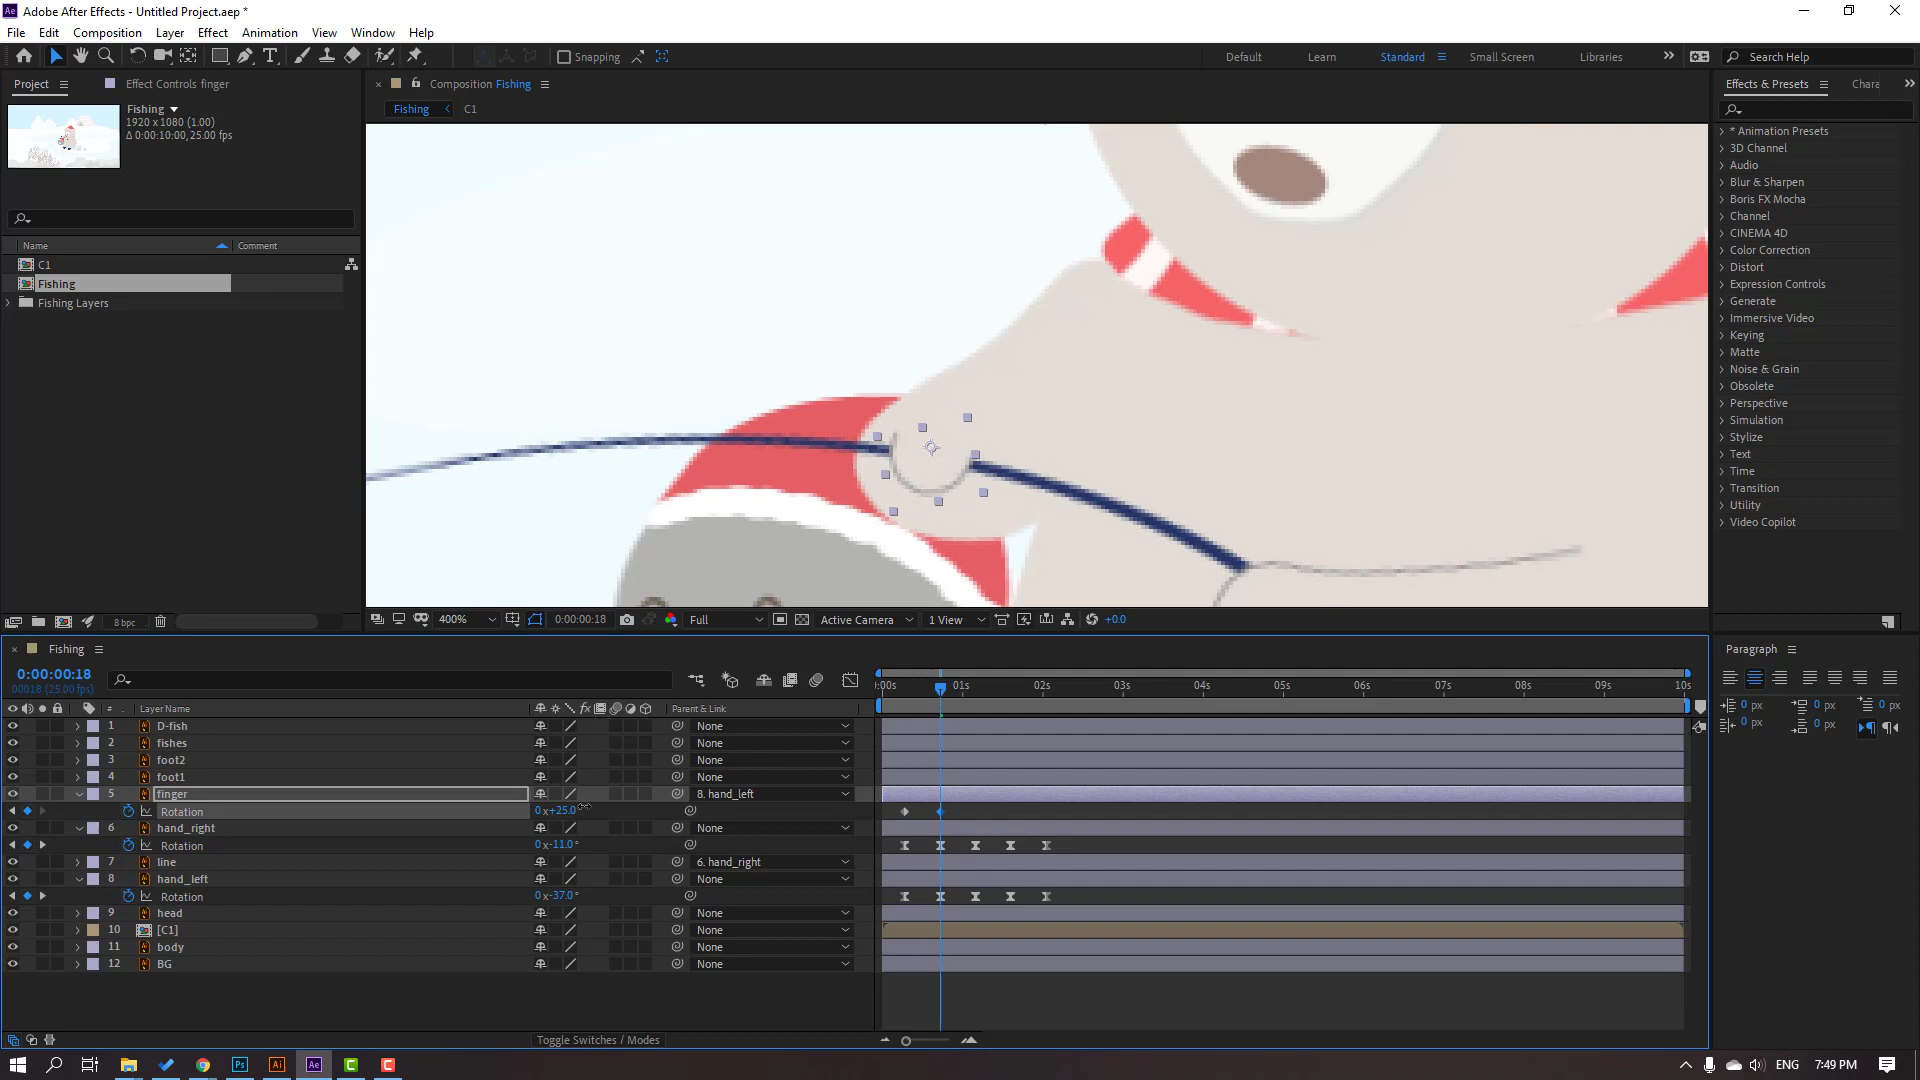 Ae Adobe After Effects - Untitled Project.aep *
File Edit Composition Layer Effect Animation View Window Help
Snapping Default Learn Standard Small Screen Libraries Search Help
Project Effect Controls finger Composition Fishing Effects & Presets Chara
Fishing
1920 x 1080 (1.00)
Δ 0:00:10:00, 25.00 fps
Fishing C1
Name Comment
C1
Fishing
Fishing Layers
* Animation Presets
3D Channel
Audio
Blur & Sharpen
Boris FX Mocha
Channel
CINEMA 4D
Color Correction
Distort
Expression Controls
Generate
Immersive Video
Keying
Matte
Noise & Grain
Obsolete
Perspective
Simulation
Stylize
Text
Time
Transition
Utility
Video Copilot
8 bpc
400% 0:00:00:18 Full Active Camera 1 View +0.0
Fishing
0:00:00:18
00018 (25.00 fps)
:00s 01s 02s 03s 04s 05s 06s 07s 08s 09s 10s
# Layer Name fx Parent & Link
1 D-fish None
2 fishes None
3 foot2 None
4 foot1 None
5 finger 8. hand_left
Rotation 0 x+25.0
6 hand_right None
Rotation 0 x-11.0 °
7 line 6. hand_right
8 hand_left None
Rotation 0 x-37.0 °
9 head None
10 [C1] None
11 body None
12 BG None
Toggle Switches / Modes
Paragraph
0 px 0 px 0 px
0 px 0 px
Ps Ai Ae C C
ENG 7:49 PM